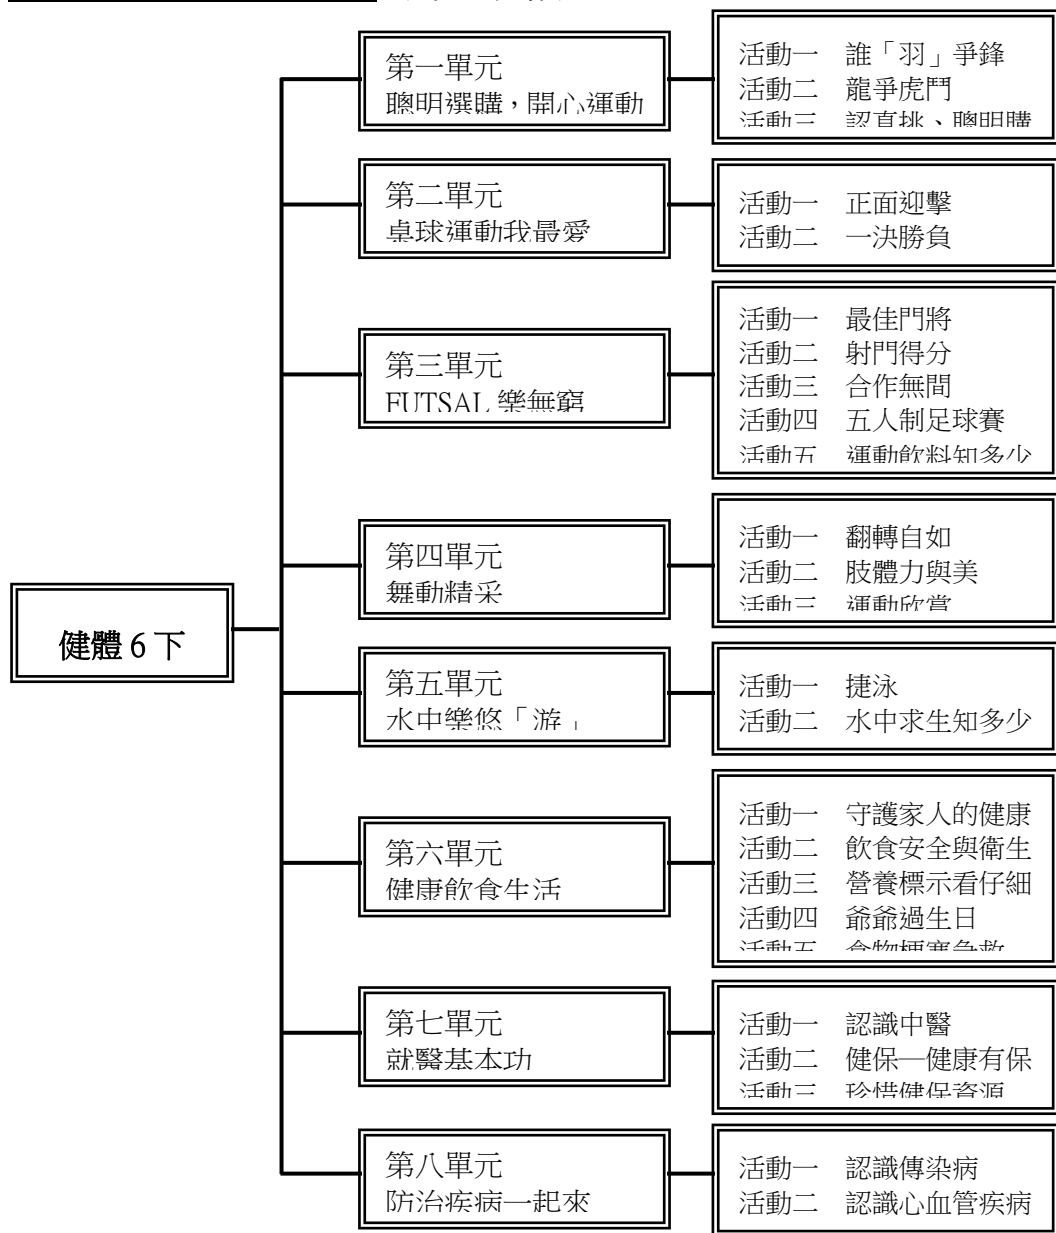 第一單元
聰明選購，開心運動
活動一 誰「羽」爭鋒
活動二 龍爭虎鬥
活動三 認真挑、聰明購
第二單元
桌球運動我最愛
活動一 正面迎擊
活動二 一決勝負
第三單元
FUTSAL 樂無窮
活動一 最佳門將
活動二 射門得分
活動三 合作無間
活動四 五人制足球賽
活動五 運動飲料知多少
第四單元
舞動精采
活動一 翻轉自如
活動二 肢體力與美
活動三 運動欣賞
健體 6 下
第五單元
水中樂悠「游」
活動一 捷泳
活動二 水中求生知多少
第六單元
健康飲食生活
活動一 守護家人的健康
活動二 飲食安全與衛生
活動三 營養標示看仔細
活動四 爺爺過生日
活動五 食物梗塞急救
第七單元
就醫基本功
活動一 認識中醫
活動二 健保─健康有保
活動三 珍惜健保資源
第八單元
防治疾病一起來
活動一 認識傳染病
活動二 認識心血管疾病